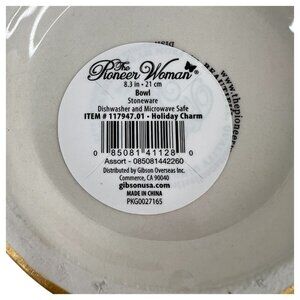 The
Pioneer Woman
8.3 in • 21 cm
Bowl
Stoneware
Dishwasher and Microwave Safe
ITEM # 117947.01 • Holiday Charm
0 85081 41128 0
Assort - 085081442260
Distributed by Gibson Overseas Inc.
Commerce, CA 90040
gibsonusa.com
MADE IN CHINA
PKG0027165